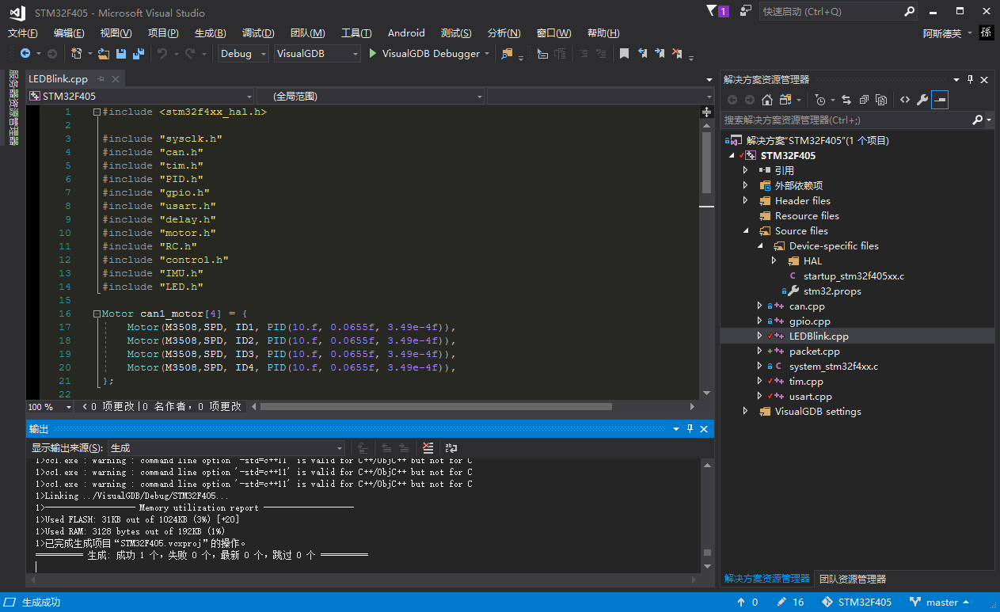 STM32F405 - Microsoft Visual Studio
1
快速启动 (Ctrl+Q)
文件(F) 编辑(E) 视图(V) 项目(P) 生成(B) 调试(D) 团队(M) 工具(T) Android 测试(S) 分析(N) 窗口(W) 帮助(H)
阿斯德芙 孫
Debug VisualGDB VisualGDB Debugger
服务器资源管理器
LEDBlink.cpp
STM32F405 (全局范围)
1 #include <stm32f4xx_hal.h>
2
3 #include "sysclk.h"
4 #include "can.h"
5 #include "tim.h"
6 #include "PID.h"
7 #include "gpio.h"
8 #include "usart.h"
9 #include "delay.h"
10 #include "motor.h"
11 #include "RC.h"
12 #include "control.h"
13 #include "IMU.h"
14 #include "LED.h"
15
16 Motor can1_motor[4] = {
17 Motor(M3508,SPD, ID1, PID(10.f, 0.0655f, 3.49e-4f)),
18 Motor(M3508,SPD, ID2, PID(10.f, 0.0655f, 3.49e-4f)),
19 Motor(M3508,SPD, ID3, PID(10.f, 0.0655f, 3.49e-4f)),
20 Motor(M3508,SPD, ID4, PID(10.f, 0.0655f, 3.49e-4f)),
21 };
22
100 % 0 项更改|0 名作者，0 项更改
输出
显示输出来源(S): 生成
1>cc1.exe : warning : command line option '-std=c++11' is valid for C++/ObjC++ but not for C
1>cc1.exe : warning : command line option '-std=c++11' is valid for C++/ObjC++ but not for C
1>cc1.exe : warning : command line option '-std=c++11' is valid for C++/ObjC++ but not for C
1>Linking ../VisualGDB/Debug/STM32F405...
1>------------------- Memory utilization report -------------------
1>Used FLASH: 31KB out of 1024KB (3%) [+20]
1>Used RAM: 3128 bytes out of 192KB (1%)
1>已完成生成项目“STM32F405.vcxproj”的操作。
========== 生成: 成功 1 个，失败 0 个，最新 0 个，跳过 0 个 ==========
解决方案资源管理器
搜索解决方案资源管理器(Ctrl+;)
解决方案"STM32F405"(1 个项目)
STM32F405
引用
外部依赖项
Header files
Resource files
Source files
Device-specific files
HAL
startup_stm32f405xx.c
stm32.props
can.cpp
gpio.cpp
LEDBlink.cpp
packet.cpp
system_stm32f4xx.c
tim.cpp
usart.cpp
VisualGDB settings
解决方案资源管理器 团队资源管理器
生成成功 0 16 STM32F405 master